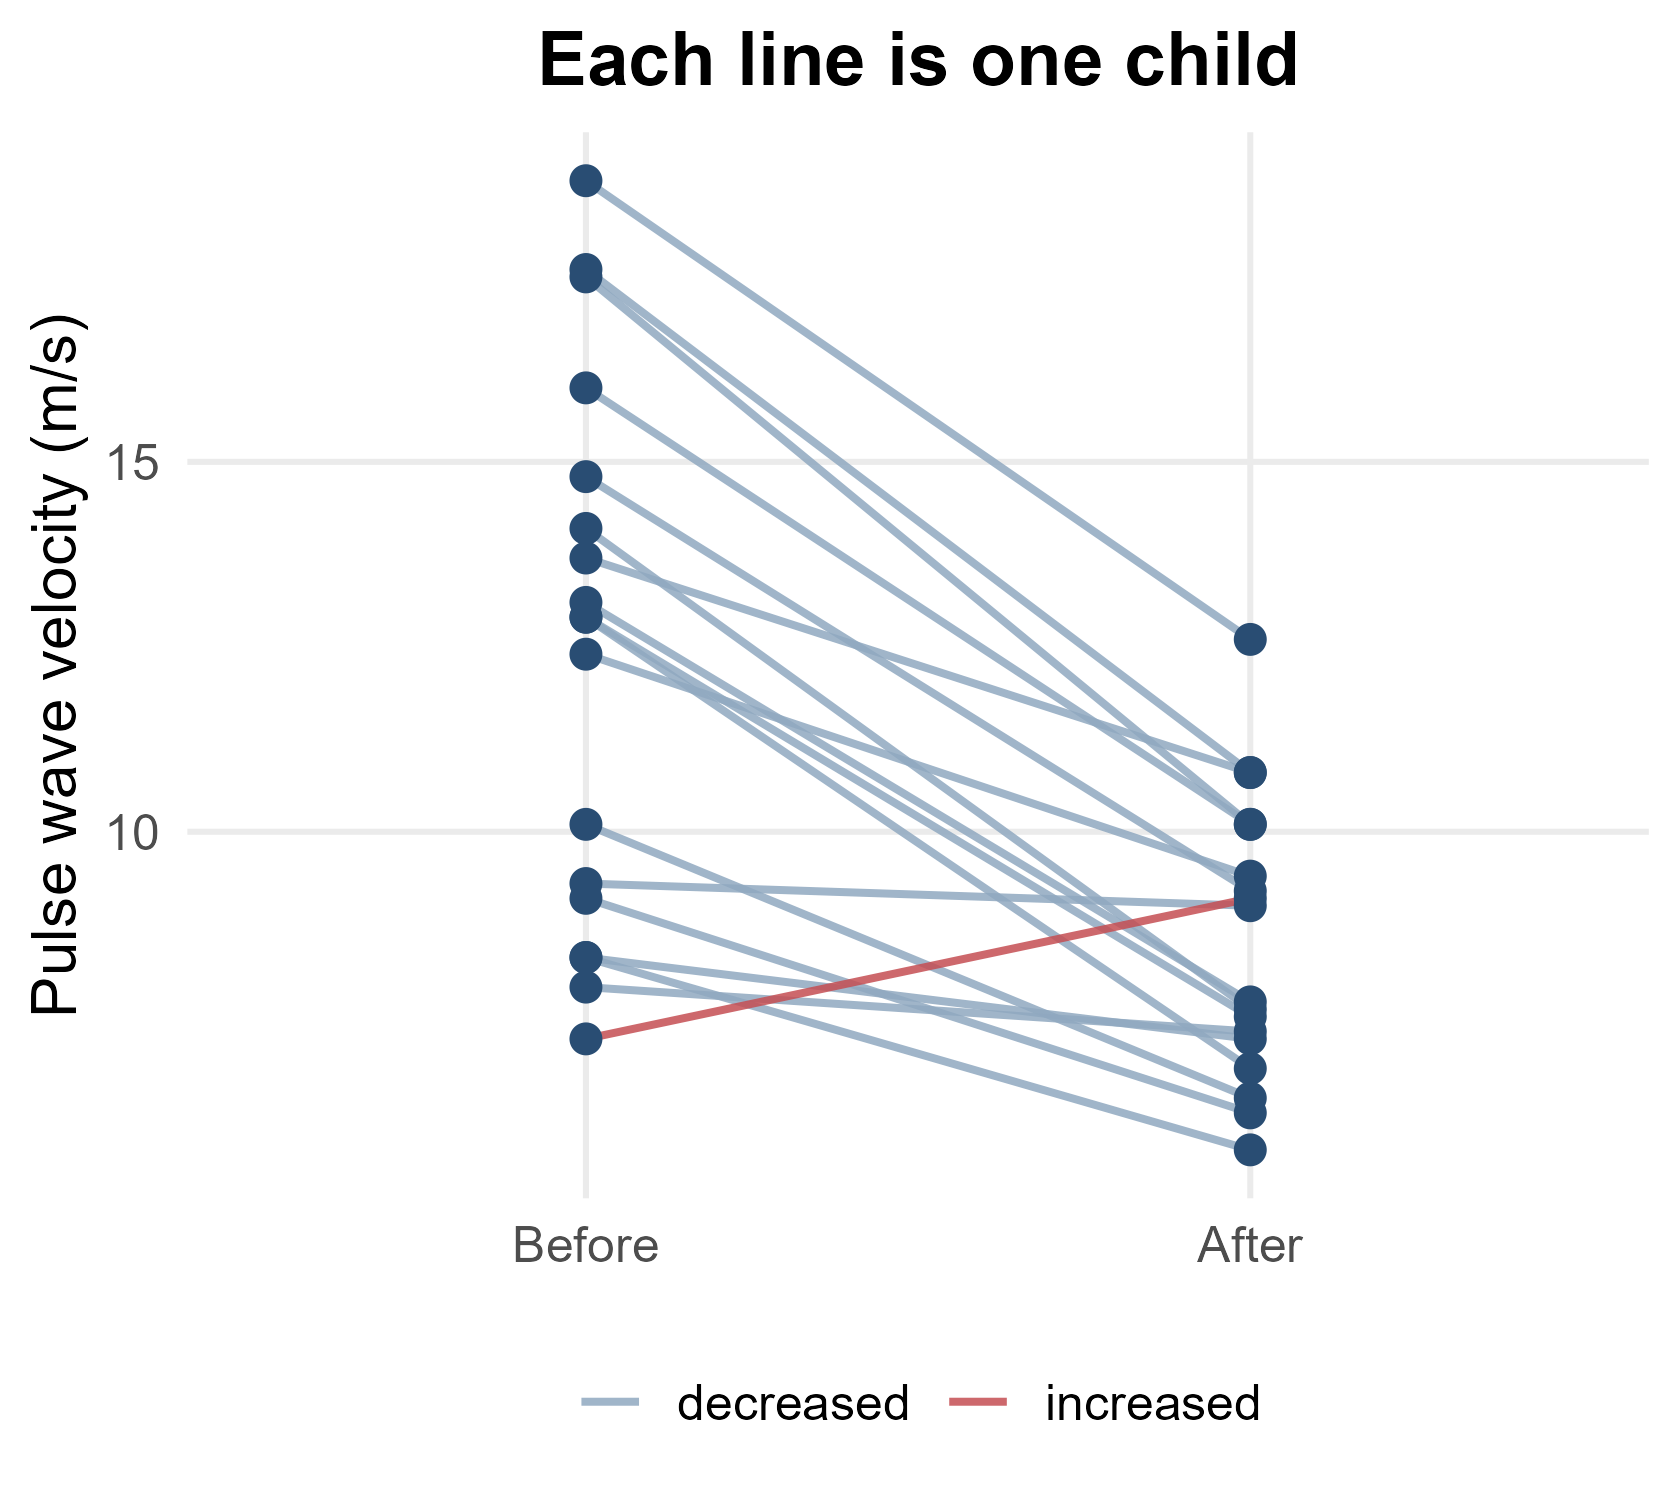 Each line is one child
Pulse wave velocity (m/s)
15
10
Before
After
decreased
increased